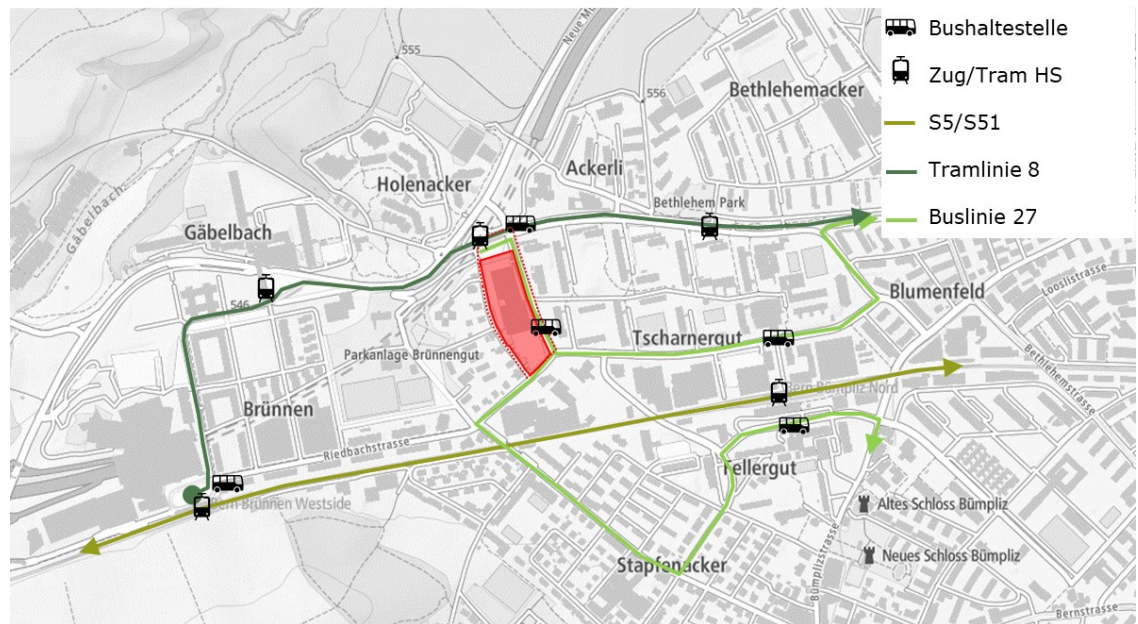 Bushaltestelle
Zug/Tram HS
S5/S51
Tramlinie 8
Buslinie 27
555
556
Bethlehemacker
Ackerli
Holenacker
Bethlehem Park
Gäbelbach
Gäbelbach
546
Blumenfeld
Looslistrasse
Tscharnergut
Parkanlage Brünnengut
Bethlehemstrasse
Bern Bümpliz Nord
Brünnen
Riedbachstrasse
Fellergut
Bern Brünnen Westside
Altes Schloss Bümpliz
Neues Schloss Bümpliz
Stapfenacker
Bümplizstrasse
Bernstrasse